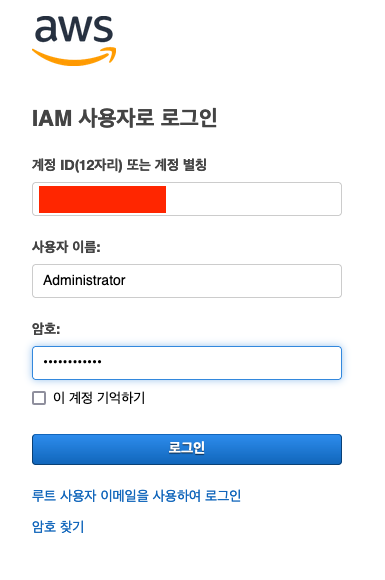 aws
IAM 사용자로 로그인
계정 ID(12자리) 또는 계정 별칭
사용자 이름:
Administrator
암호:
••••••••••••
이 계정 기억하기
로그인
루트 사용자 이메일을 사용하여 로그인
암호 찾기